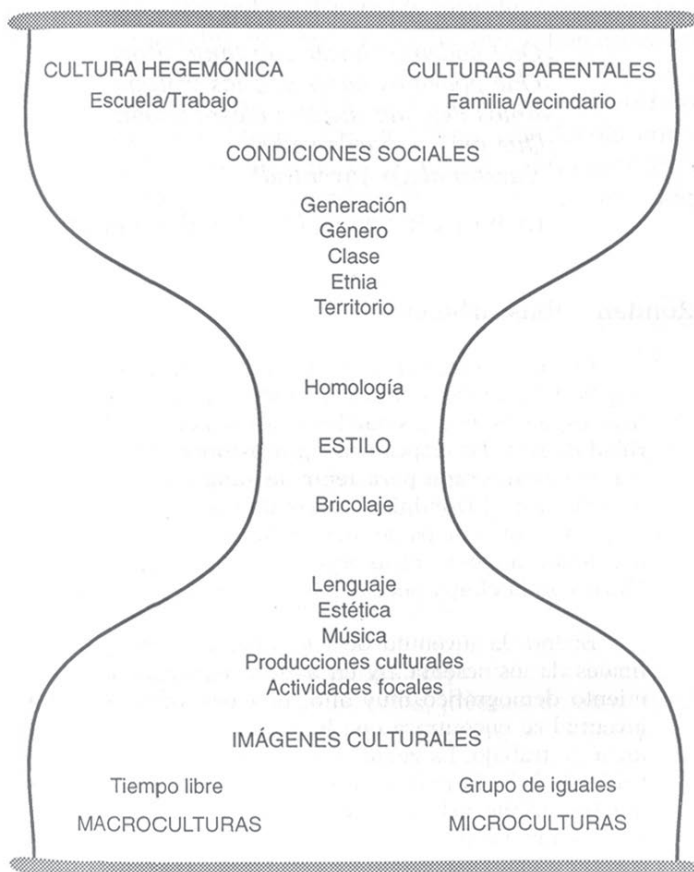 CULTURA HEGEMÓNICA CULTURAS PARENTALES
Escuela/Trabajo Familia/Vecindario
CONDICIONES SOCIALES
Generación
Género
Clase
Etnia
Territorio
Homología
ESTILO
Bricolaje
Lenguaje
Estética
Música
Producciones culturales
Actividades focales
IMÁGENES CULTURALES
Tiempo libre Grupo de iguales
MACROCULTURAS MICROCULTURAS